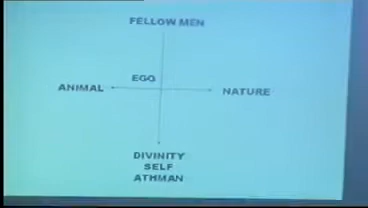 FELLOW MEN
EGO
ANIMAL
NATURE
DIVINITY
SELF
ATHMAN